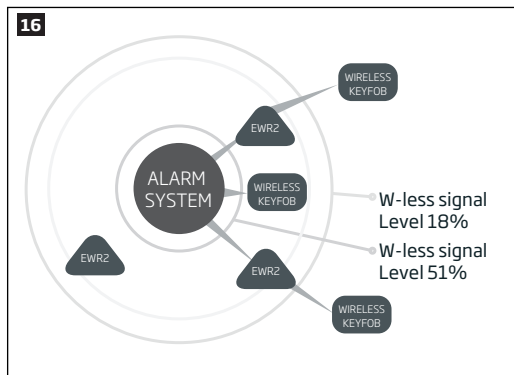 16
WIRELESS
KEYFOB
EWR2
ALARM
SYSTEM
WIRELESS
KEYFOB
W-less signal
Level 18%
W-less signal
Level 51%
EWR2
EWR2
WIRELESS
KEYFOB